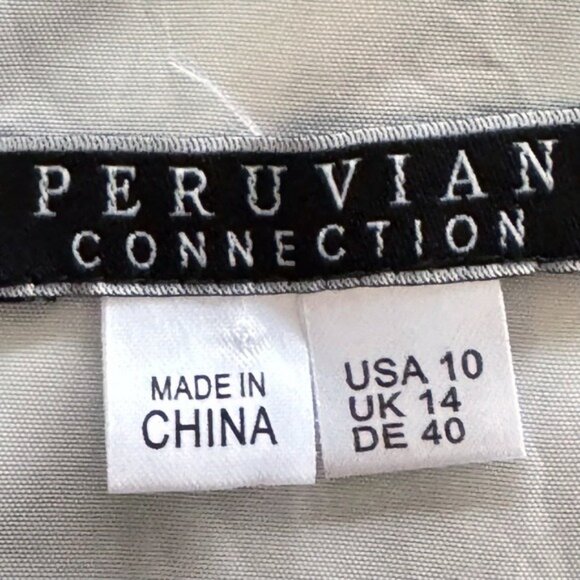 PERUVIAN
CONNECTION
MADE IN
CHINA
USA 10
UK 14
DE 40